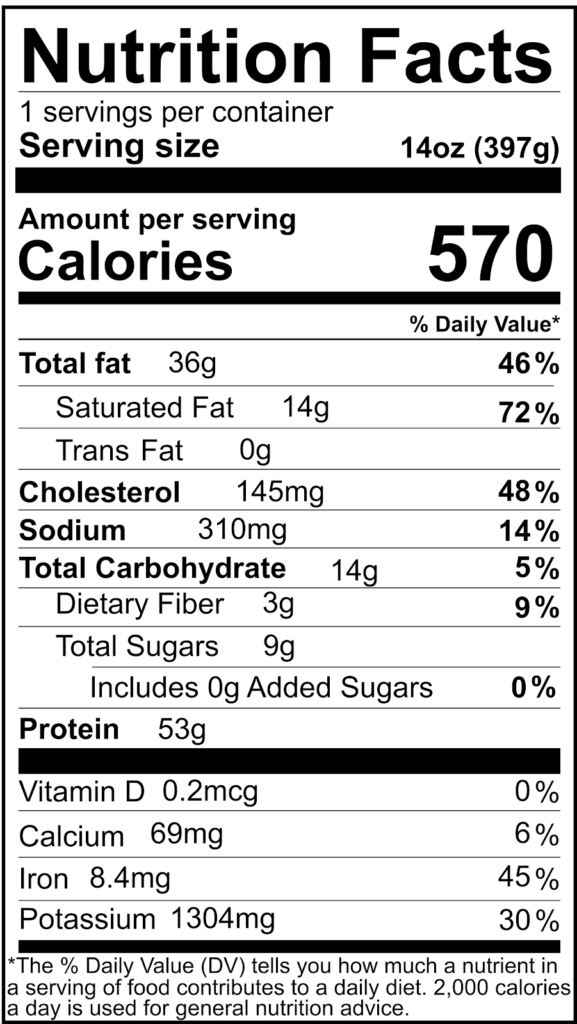 Nutrition Facts
1 servings per container
Serving size 14oz (397g)
Amount per serving
Calories 570
% Daily Value*
Total fat 36g 46%
Saturated Fat 14g 72%
Trans Fat 0g
Cholesterol 145mg 48%
Sodium 310mg 14%
Total Carbohydrate 14g 5%
Dietary Fiber 3g 9%
Total Sugars 9g
Includes 0g Added Sugars 0%
Protein 53g
Vitamin D 0.2mcg 0%
Calcium 69mg 6%
Iron 8.4mg 45%
Potassium 1304mg 30%
*The % Daily Value (DV) tells you how much a nutrient in
a serving of food contributes to a daily diet. 2,000 calories
a day is used for general nutrition advice.